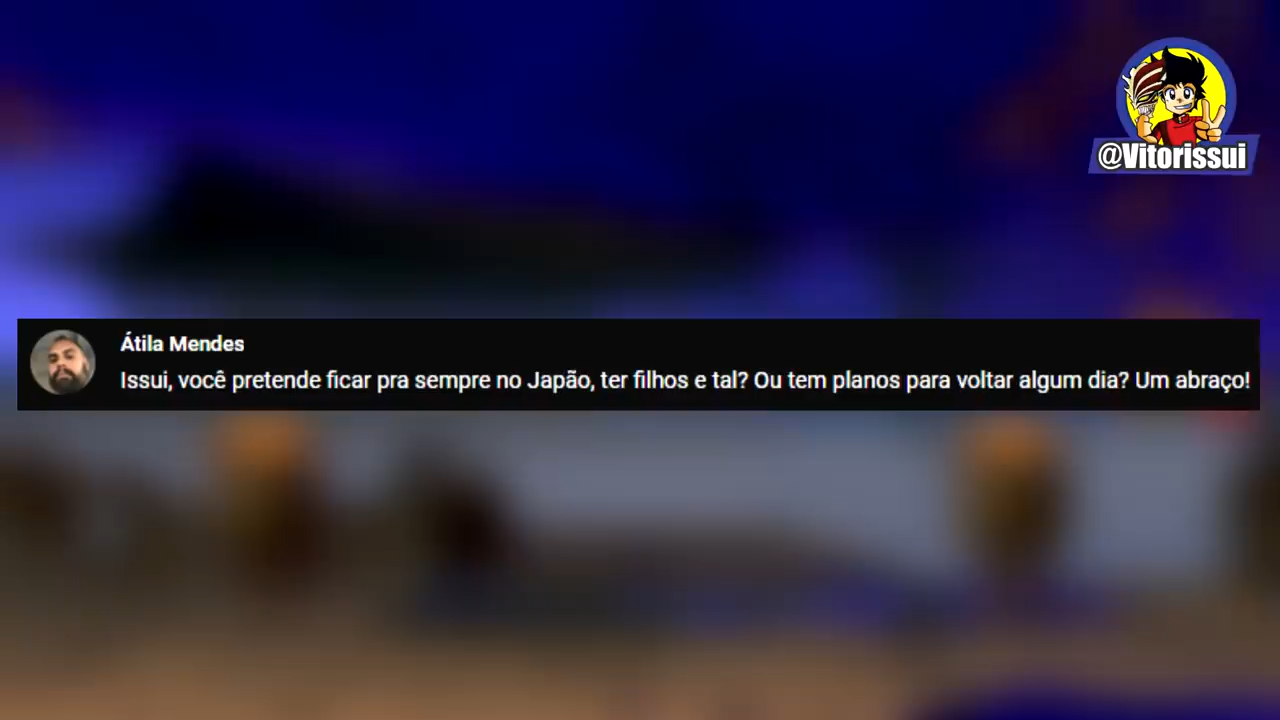 @Vitorissui
Átila Mendes
Issui, você pretende ficar pra sempre no Japão, ter filhos e tal? Ou tem planos para voltar algum dia? Um abraço!